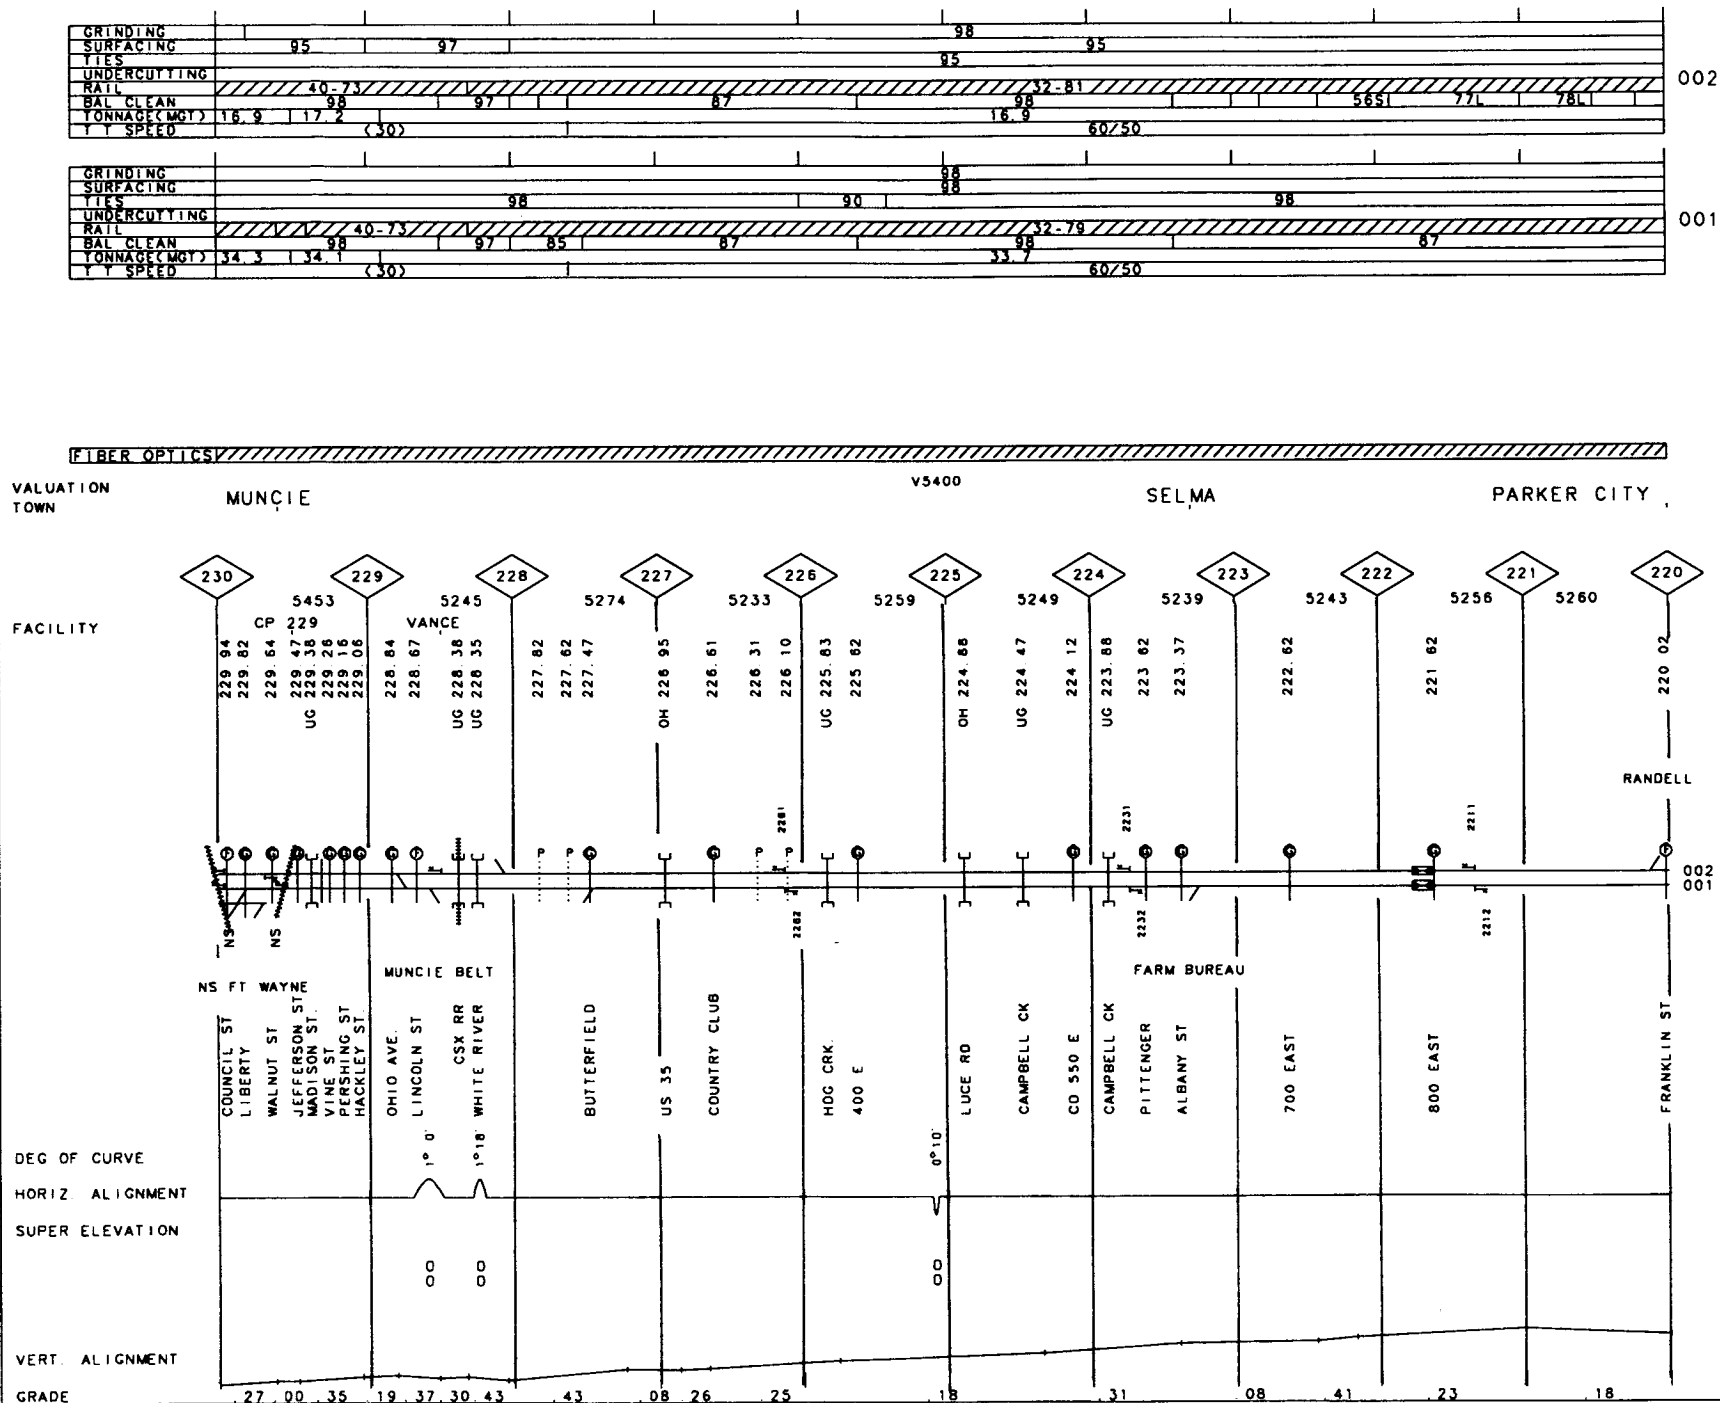 GRINDING 98
SURFACING 95 97 95
TIES 95
UNDERCUTTING
RAIL 40-73 32-81
BAL CLEAN 98 97 87 98 56S 77L 78L
TONNAGE(MGT) 16.9 17.2 16.9
T T SPEED (30) 60/50
002
GRINDING 98
SURFACING 98
TIES 98 90 98
UNDERCUTTING
RAIL 40-73 32-79
BAL CLEAN 98 97 85 87 98 87
TONNAGE(MGT) 34.3 34.1 33.7
T T SPEED (30) 60/50
001
FIBER OPTICS
VALUATION V5400
TOWN MUNCIE SELMA PARKER CITY
230 229 228 227 226 225 224 223 222 221 220
5453 5245 5274 5233 5259 5249 5239 5243 5256 5260
FACILITY CP 229 VANCE
229 94
229.82
229.64
229.47
UG 229.38
229 28
229 16
229.06
228.84
228.67
UG 228.38
UG 228 35
227.82
227.62
227.47
OH 226 95
226.61
226.31
226 10
UG 225.83
225 62
OH 224.88
UG 224.47
224 12
UG 223.88
223 62
223.37
222.62
221 62
220 02
RANDELL
2261 2231 2211
F G G G G G G G F P P G G P P G G G G G G F
002
001
NS NS 2262 2232 2212
NS FT WAYNE MUNCIE BELT FARM BUREAU
COUNCIL ST
LIBERTY
WALNUT ST
JEFFERSON ST
MADISON ST.
VINE ST
PERSHING ST
HACKLEY ST.
OHIO AVE.
LINCOLN ST
CSX RR
WHITE RIVER
BUTTERFIELD
US 35
COUNTRY CLUB
HOG CRK.
400 E
LUCE RD
CAMPBELL CK
CO 550 E
CAMPBELL CK
PITTENGER
ALBANY ST
700 EAST
800 EAST
FRANKLIN ST
DEG OF CURVE 1° 0' 1°18' 0°10'
HORIZ. ALIGNMENT
SUPER ELEVATION
0 0 0
0 0 0
VERT. ALIGNMENT
GRADE .27 .00 .35 .19 .37 .30 .43 .43 .08 .26 .25 .18 .31 .08 .41 .23 .18